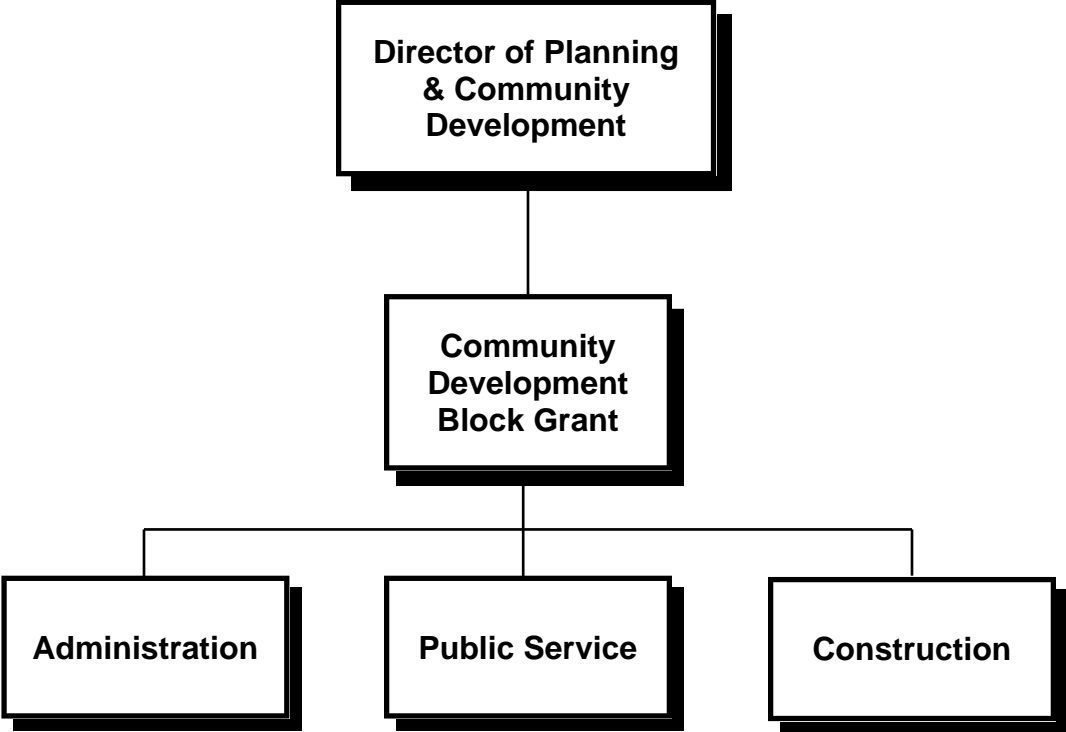 Director of Planning
& Community
Development
Community
Development
Block Grant
Administration
Public Service
Construction